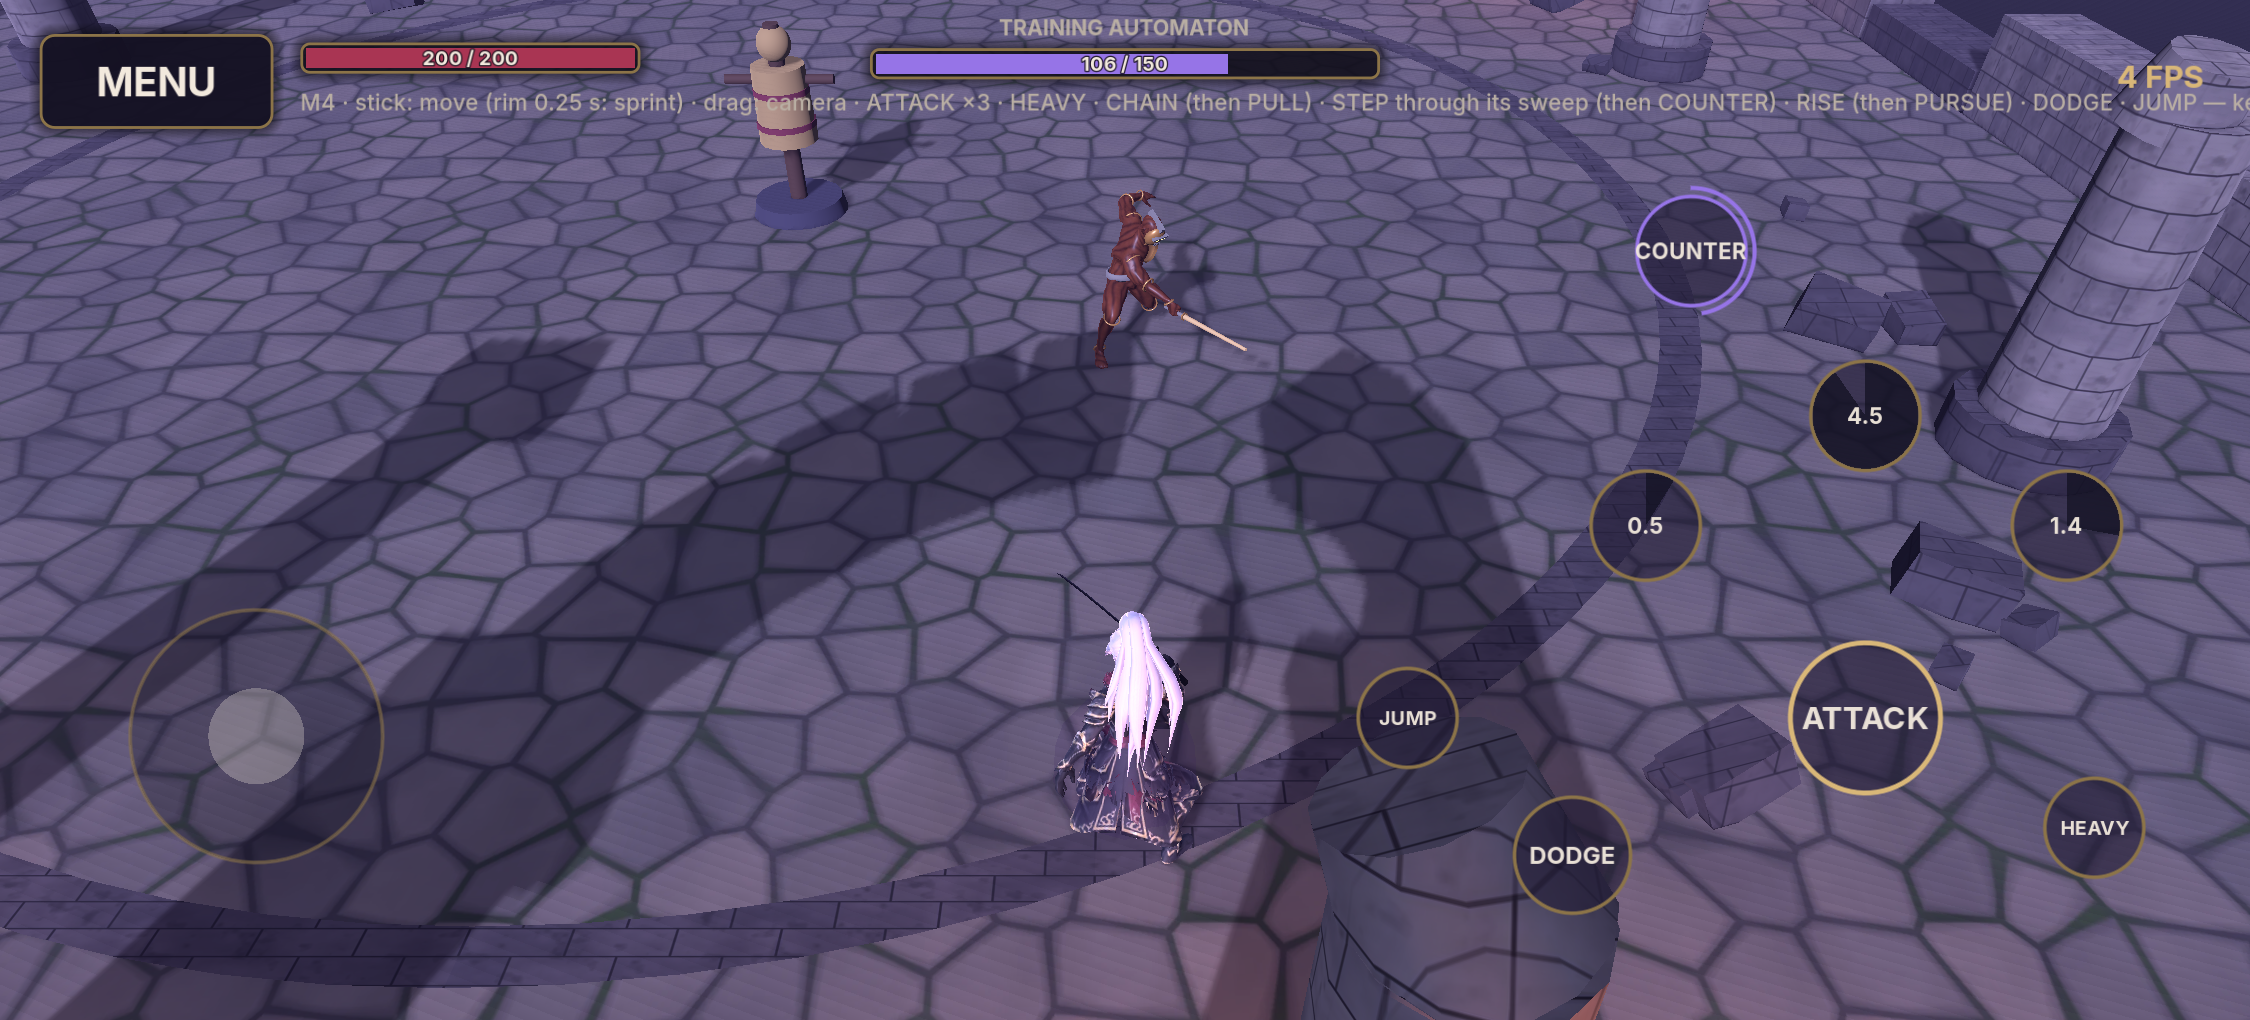 TRAINING AUTOMATON
MENU
200 / 200
106 / 150
4 FPS
M4 · stick: move (rim 0.25 s: sprint) · drag: camera · ATTACK ×3 · HEAVY · CHAIN (then PULL) · STEP through its sweep (then COUNTER) · RISE (then PURSUE) · DODGE · JUMP —
COUNTER
4.5
0.5
1.4
JUMP
ATTACK
HEAVY
DODGE